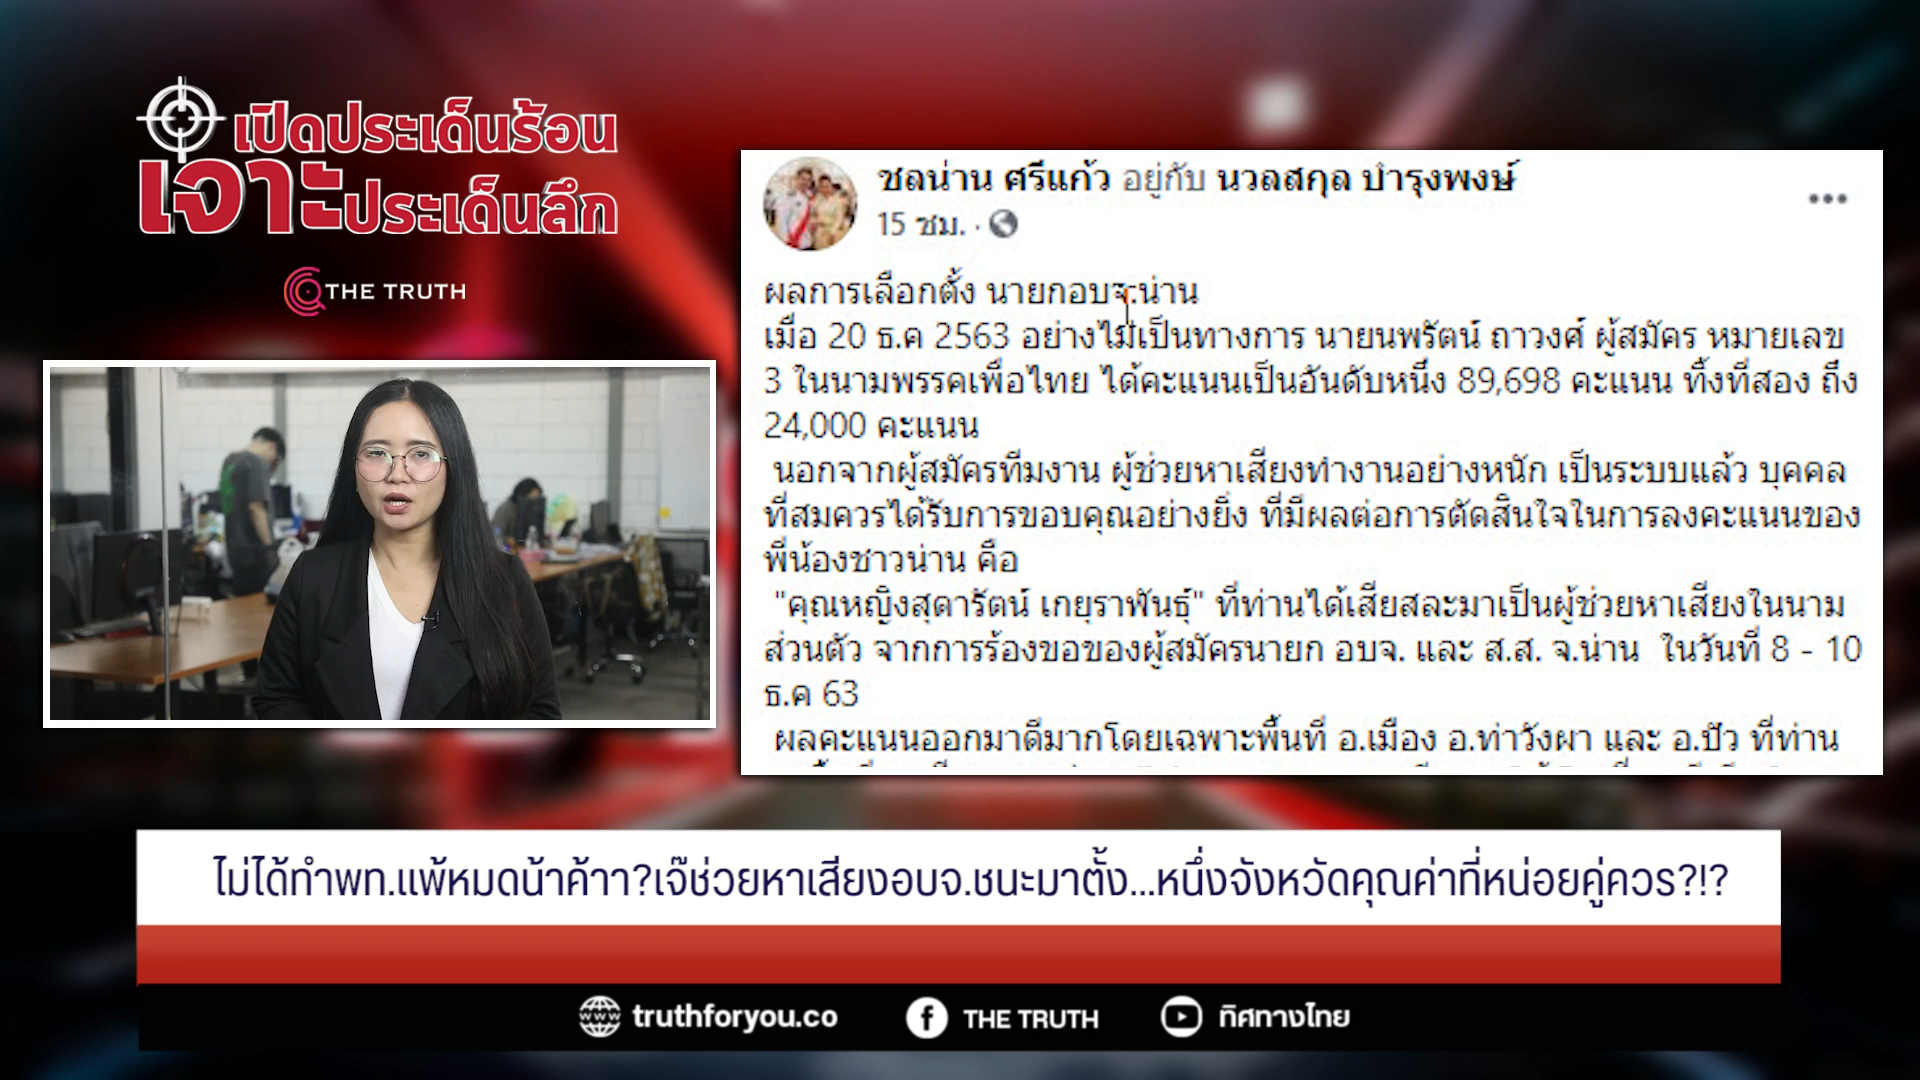 เปิดประเด็นร้อน
เจาะประเด็นลึก
THE TRUTH
ชลน่าน ศรีแก้ว อยู่กับ นวลสกุล บำรุงพงษ์
15 ชม. ·
ผลการเลือกตั้ง นายกอบจ.น่าน
เมื่อ 20 ธ.ค 2563 อย่างไม่เป็นทางการ นายนพรัตน์ ถาวงศ์ ผู้สมัคร หมายเลข
3 ในนามพรรคเพื่อไทย ได้คะแนนเป็นอันดับหนึ่ง 89,698 คะแนน ทิ้งที่สอง ถึง
24,000 คะแนน
นอกจากผู้สมัครทีมงาน ผู้ช่วยหาเสียงทำงานอย่างหนัก เป็นระบบแล้ว บุคคล
ที่สมควรได้รับการขอบคุณอย่างยิ่ง ที่มีผลต่อการตัดสินใจในการลงคะแนนของ
พี่น้องชาวน่าน คือ
"คุณหญิงสุดารัตน์ เกยุราพันธุ์" ที่ท่านได้เสียสละมาเป็นผู้ช่วยหาเสียงในนาม
ส่วนตัว จากการร้องขอของผู้สมัครนายก อบจ. และ ส.ส. จ.น่าน ในวันที่ 8 - 10
ธ.ค 63
ผลคะแนนออกมาดีมากโดยเฉพาะพื้นที่ อ.เมือง อ.ท่าวังผา และ อ.ปัว ที่ท่าน
ไม่ได้ทำพท.แพ้หมดน้าค้าา?เจ๊ช่วยหาเสียงอบจ.ชนะมาตั้ง...หนึ่งจังหวัดคุณค่าที่หน่อยคู่ควร?!?
www truthforyou.co
f THE TRUTH
ทิศทางไทย